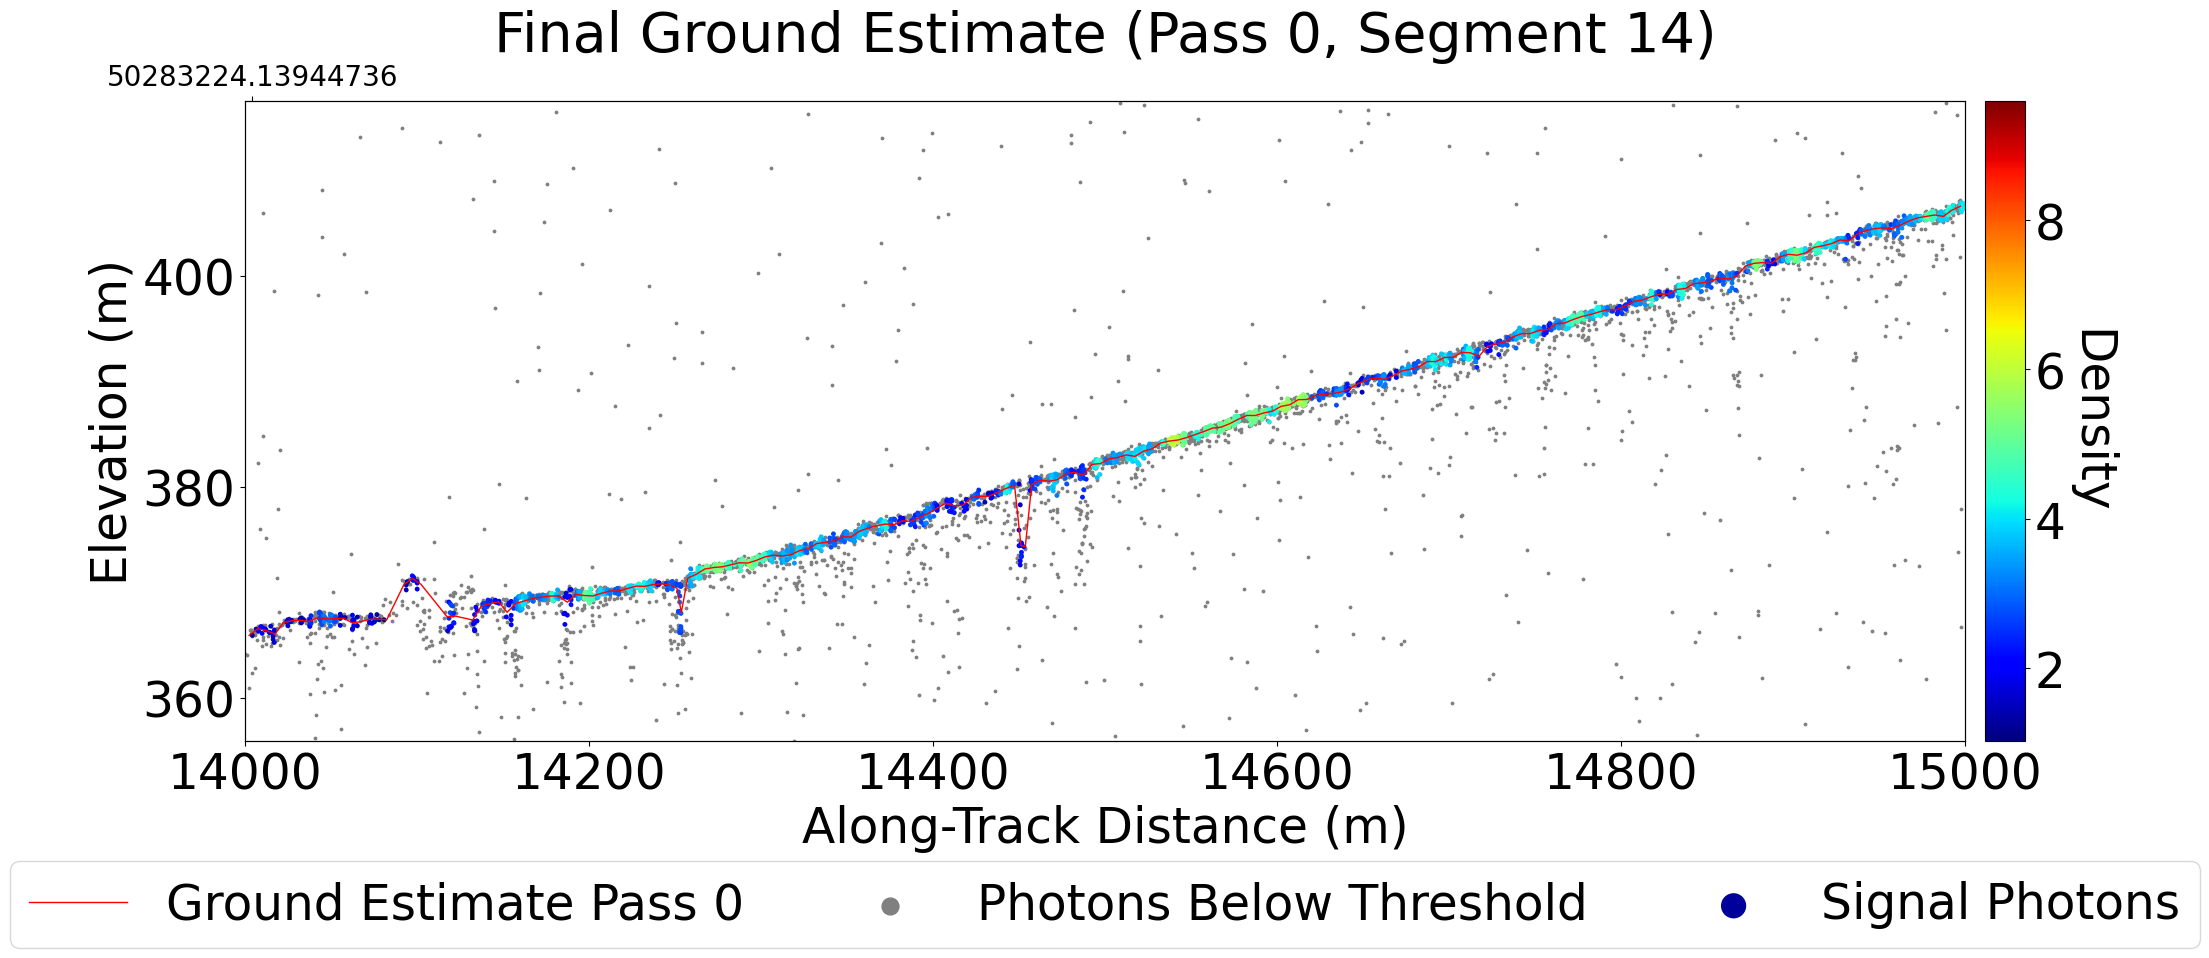 Final Ground Estimate (Pass 0, Segment 14)
50283224.13944736
Elevation (m)
400
380
360
14000 14200 14400 14600 14800 15000
Along-Track Distance (m)
8
6
4
2
Density
Ground Estimate Pass 0 Photons Below Threshold Signal Photons